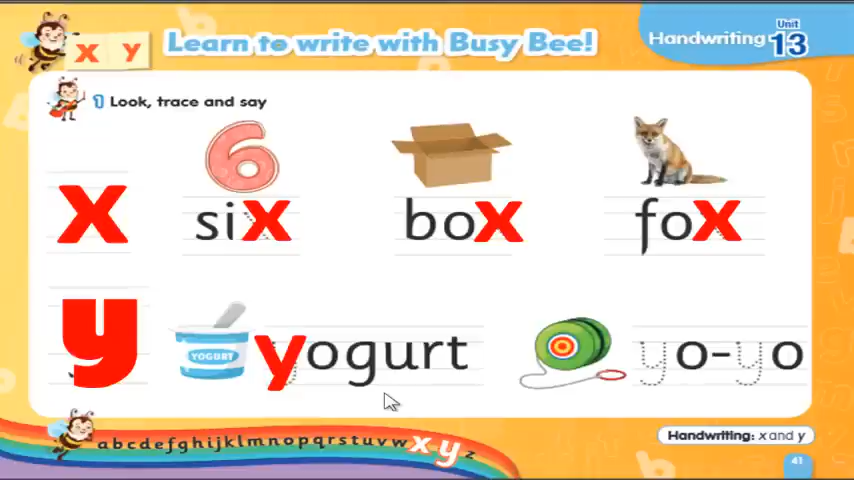 x y
Learn to write with Busy Bee!
Handwriting
Unit
13
1 Look, trace and say
6
x
six
box
fox
y
YOGURT
yogurt
yo-yo
abcdefghijklmnopqrstuvwxyz
Handwriting: x and y
41